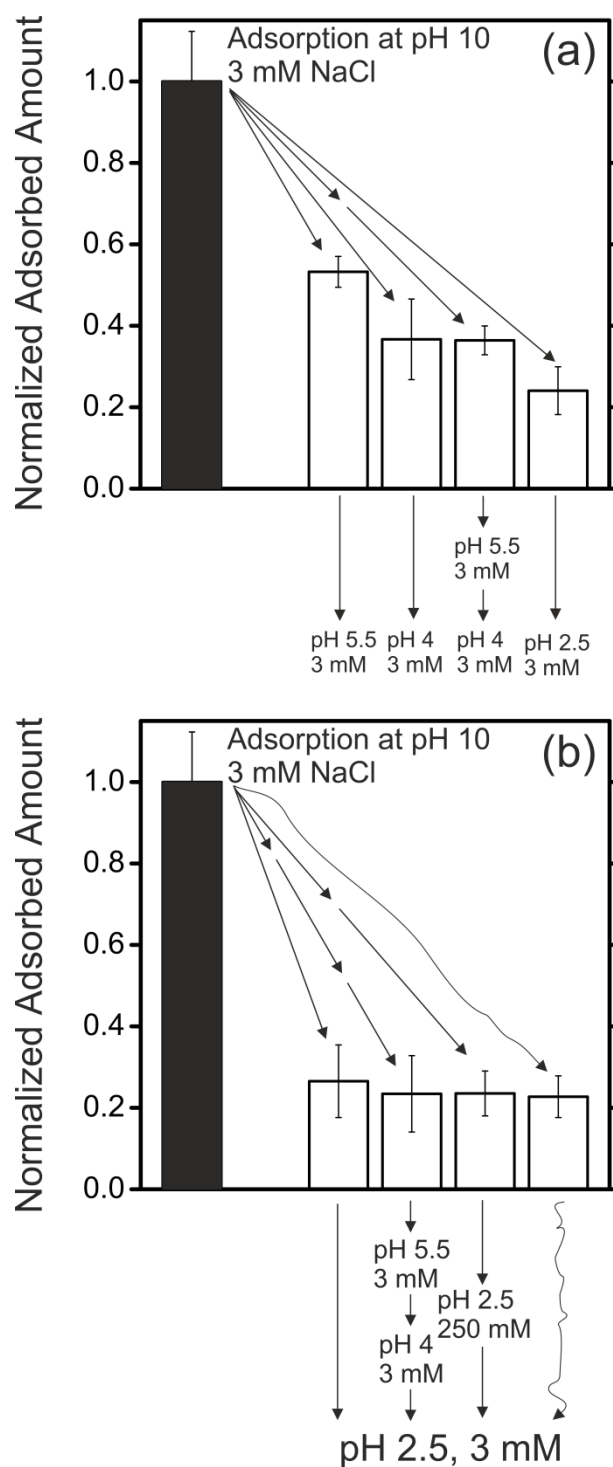 Adsorption at pH 10
3 mM NaCl
(a)
Normalized Adsorbed Amount
1.0
0.8
0.6
0.4
0.2
0.0
pH 5.5
3 mM
pH 5.5
3 mM
pH 4
3 mM
pH 4
3 mM
pH 2.5
3 mM
Adsorption at pH 10
3 mM NaCl
(b)
Normalized Adsorbed Amount
1.0
0.8
0.6
0.4
0.2
0.0
pH 5.5
3 mM
pH 2.5
250 mM
pH 4
3 mM
pH 2.5, 3 mM